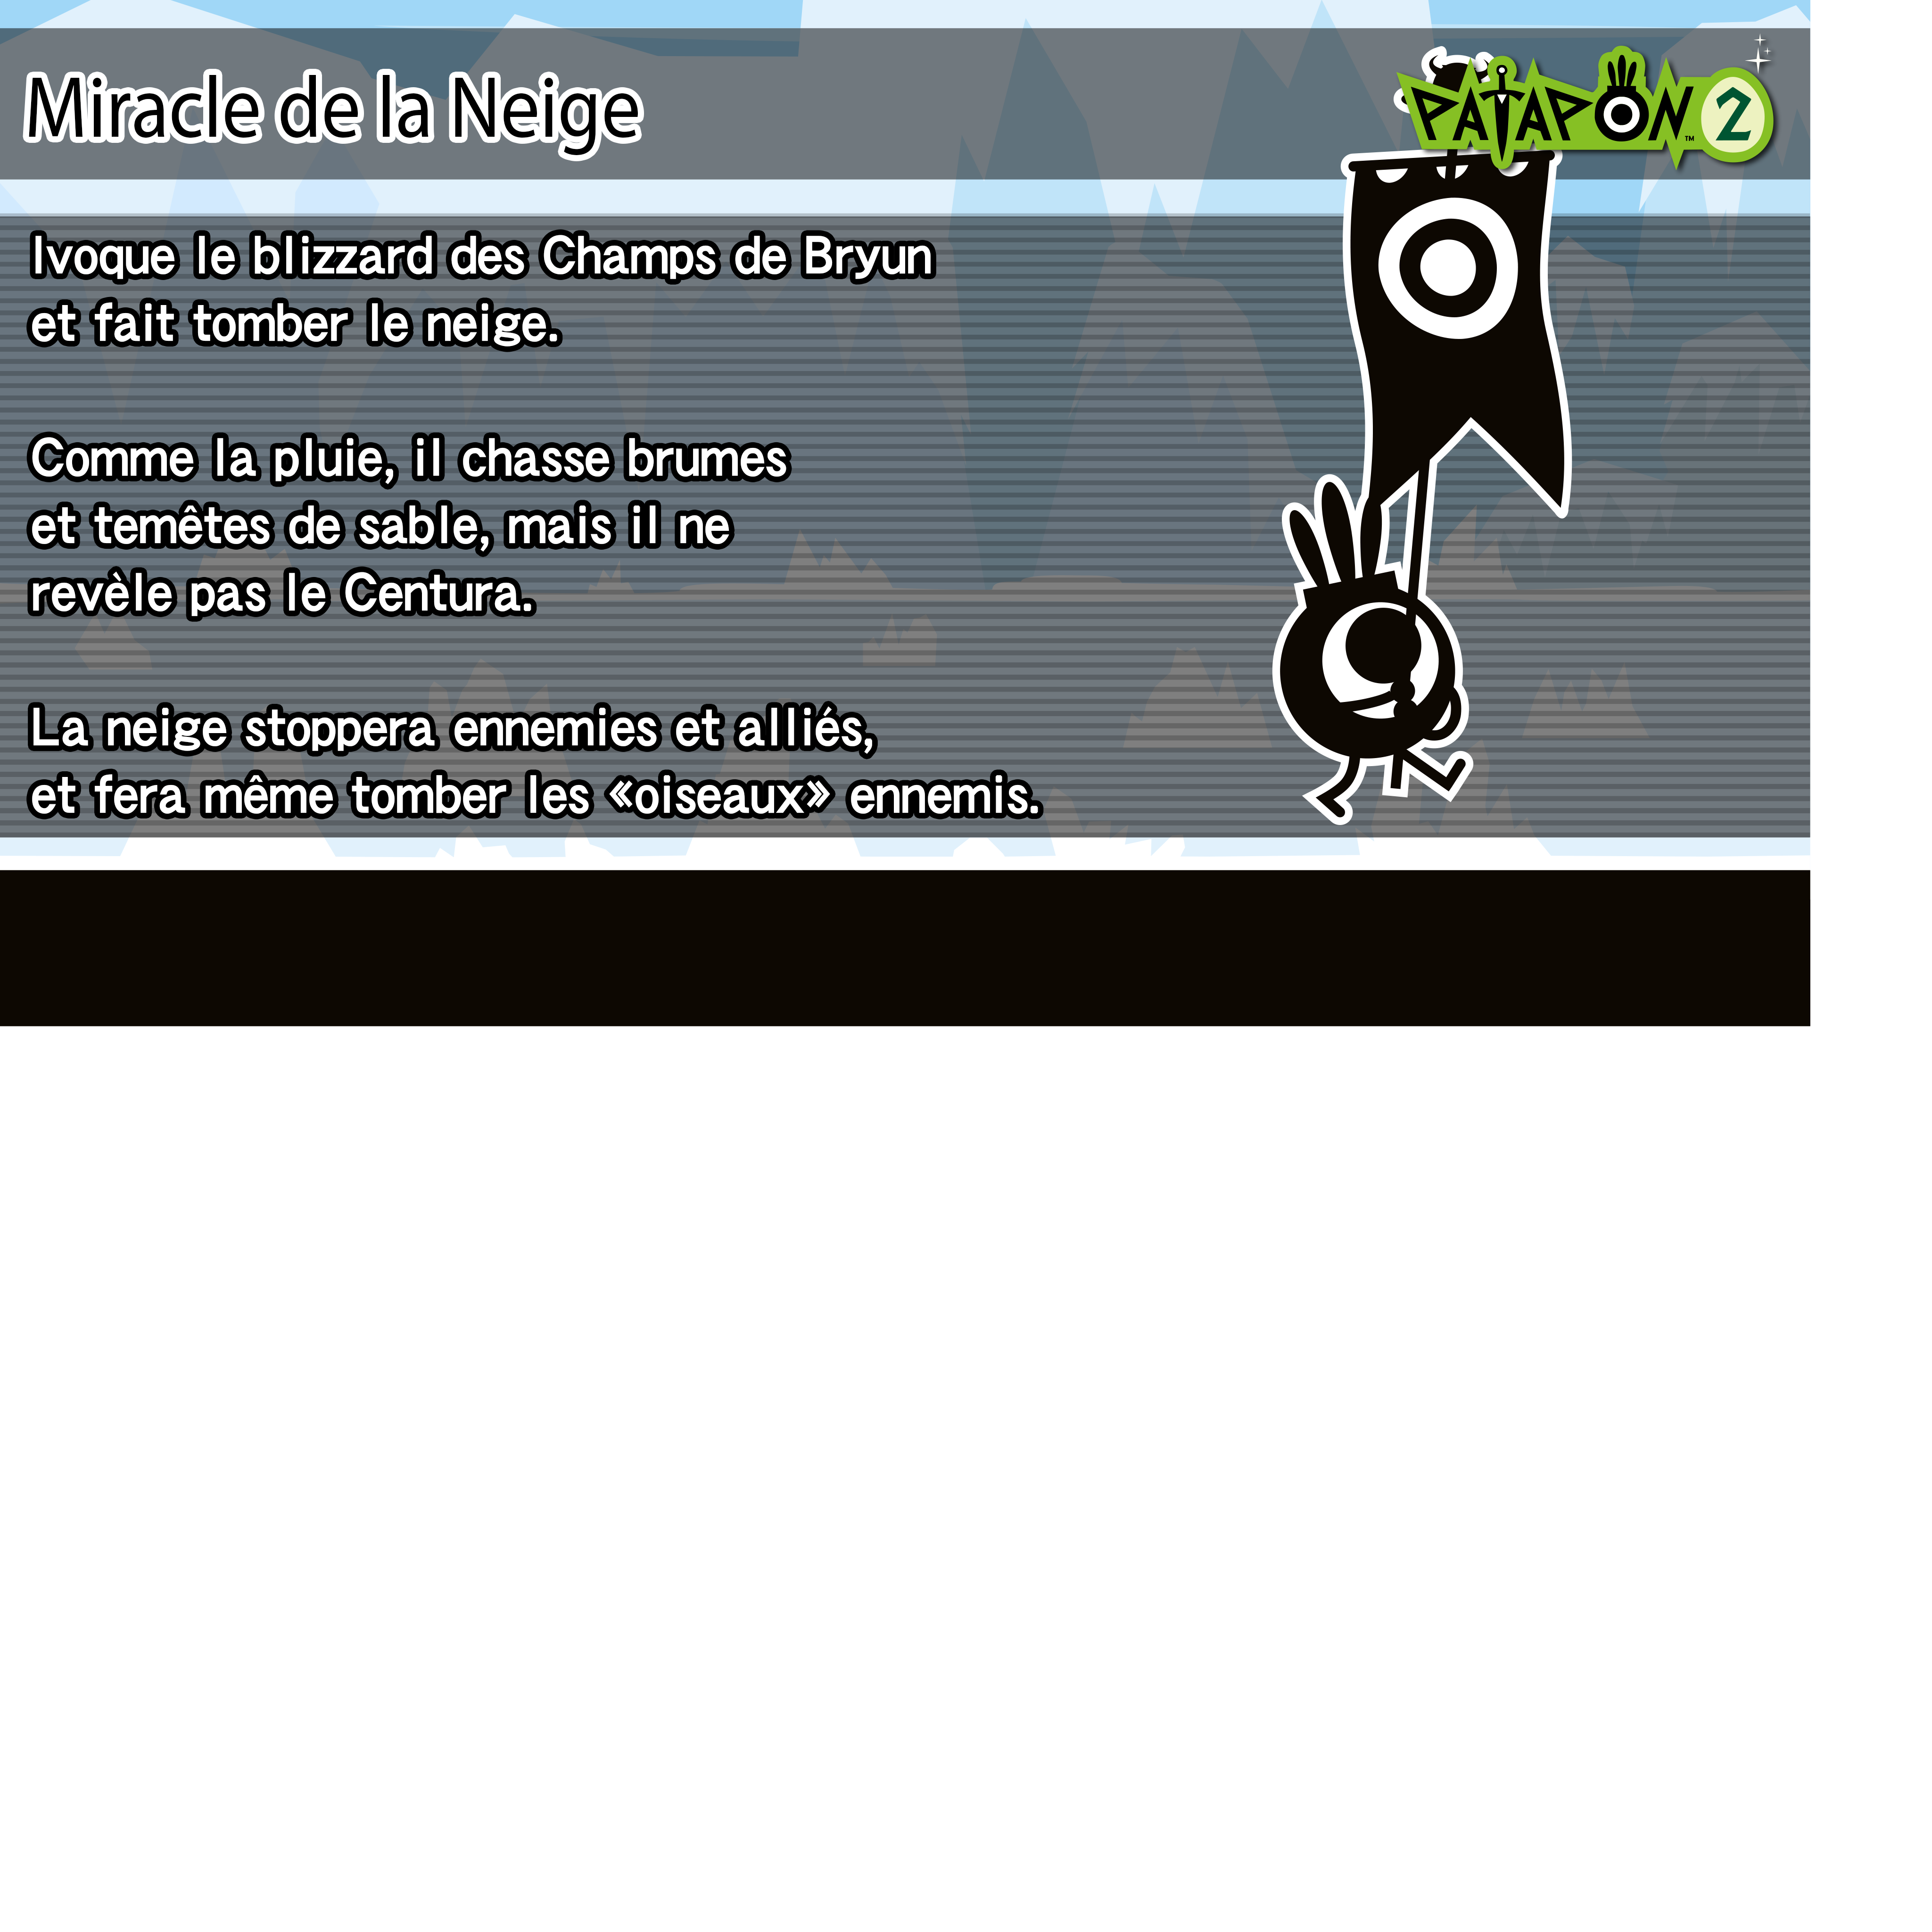 Miracle de la Neige
PATAPON™ 2
Ivoque le blizzard des Champs de Bryun
et fait tomber le neige.
Comme la pluie, il chasse brumes
et temêtes de sable, mais il ne
revèle pas le Centura.
La neige stoppera ennemies et alliés,
et fera même tomber les «oiseaux» ennemis.